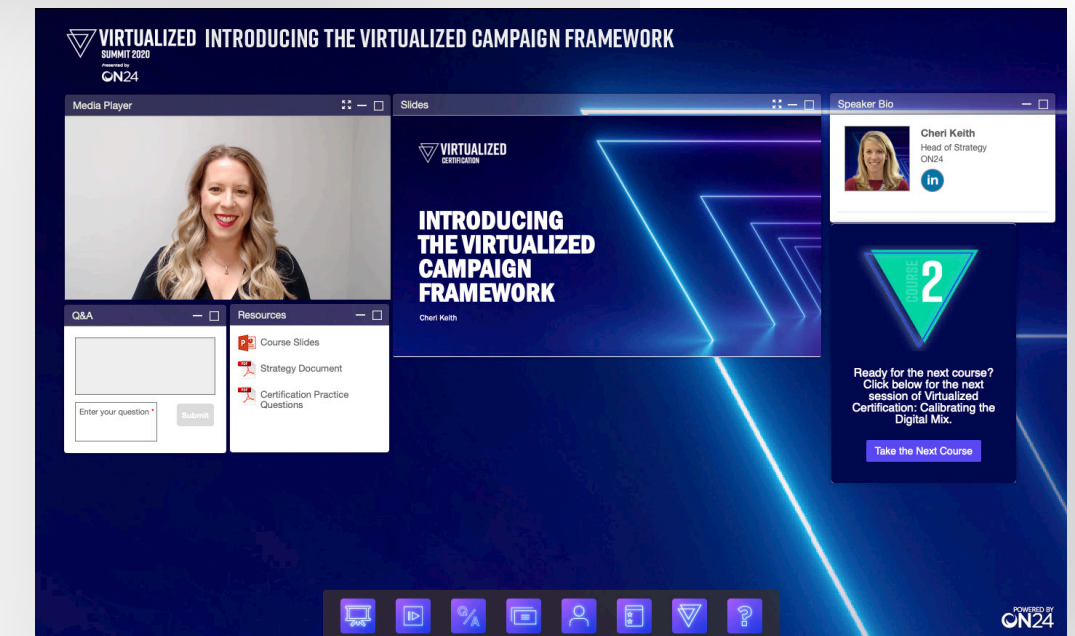 VIRTUALIZED INTRODUCING THE VIRTUALIZED CAMPAIGN FRAMEWORK
SUMMIT 2020
Presented by
ON24
Media Player
Slides
Speaker Bio
VIRTUALIZED
CERTIFICATION
INTRODUCING
THE VIRTUALIZED
CAMPAIGN
FRAMEWORK
Cheri Keith
Cheri Keith
Head of Strategy
ON24
in
COURSE
2
Ready for the next course?
Click below for the next
session of Virtualized
Certification: Calibrating the
Digital Mix.
Take the Next Course
Q&A
Enter your question *
Submit
Resources
Course Slides
Strategy Document
Certification Practice
Questions
Q/A
?
POWERED BY
ON24